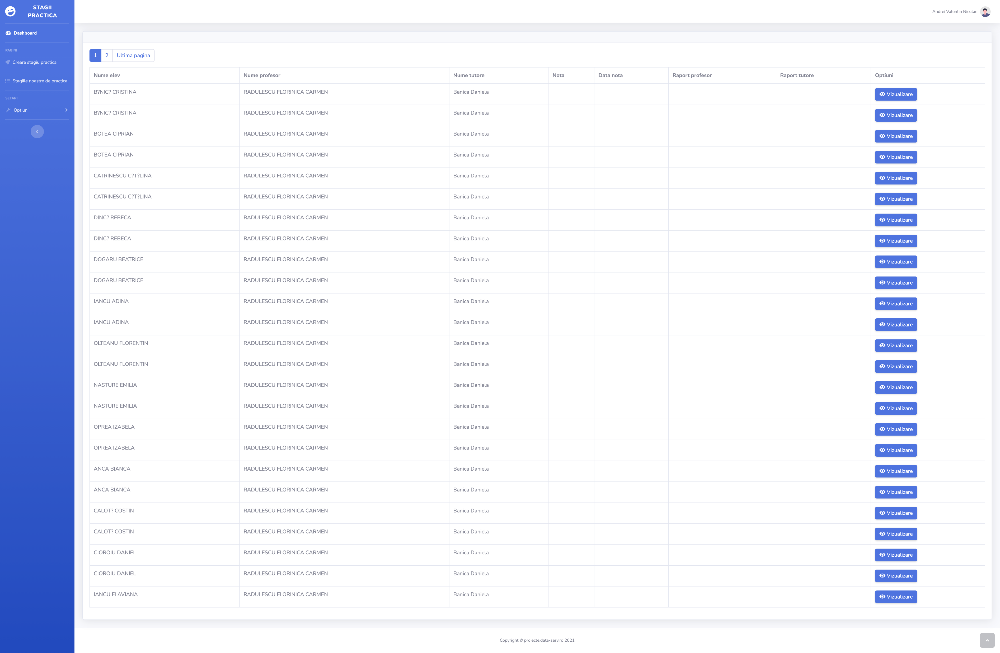 STAGII
PRACTICA
Andrei Valentin Niculae
Dashboard
PAGINI
Creare stagiu practica
Stagiile noastre de practica
SETARI
Optiuni
1 2 Ultima pagina
Nume elev Nume profesor Nume tutore Nota Data nota Raport profesor Raport tutore Optiuni
B?NIC? CRISTINA RADULESCU FLORINICA CARMEN Banica Daniela Vizualizare
B?NIC? CRISTINA RADULESCU FLORINICA CARMEN Banica Daniela Vizualizare
BOTEA CIPRIAN RADULESCU FLORINICA CARMEN Banica Daniela Vizualizare
BOTEA CIPRIAN RADULESCU FLORINICA CARMEN Banica Daniela Vizualizare
CATRINESCU C?T?LINA RADULESCU FLORINICA CARMEN Banica Daniela Vizualizare
CATRINESCU C?T?LINA RADULESCU FLORINICA CARMEN Banica Daniela Vizualizare
DINC? REBECA RADULESCU FLORINICA CARMEN Banica Daniela Vizualizare
DINC? REBECA RADULESCU FLORINICA CARMEN Banica Daniela Vizualizare
DOGARU BEATRICE RADULESCU FLORINICA CARMEN Banica Daniela Vizualizare
DOGARU BEATRICE RADULESCU FLORINICA CARMEN Banica Daniela Vizualizare
IANCU ADINA RADULESCU FLORINICA CARMEN Banica Daniela Vizualizare
IANCU ADINA RADULESCU FLORINICA CARMEN Banica Daniela Vizualizare
OLTEANU FLORENTIN RADULESCU FLORINICA CARMEN Banica Daniela Vizualizare
OLTEANU FLORENTIN RADULESCU FLORINICA CARMEN Banica Daniela Vizualizare
NASTURE EMILIA RADULESCU FLORINICA CARMEN Banica Daniela Vizualizare
NASTURE EMILIA RADULESCU FLORINICA CARMEN Banica Daniela Vizualizare
OPREA IZABELA RADULESCU FLORINICA CARMEN Banica Daniela Vizualizare
OPREA IZABELA RADULESCU FLORINICA CARMEN Banica Daniela Vizualizare
ANCA BIANCA RADULESCU FLORINICA CARMEN Banica Daniela Vizualizare
ANCA BIANCA RADULESCU FLORINICA CARMEN Banica Daniela Vizualizare
CALOT? COSTIN RADULESCU FLORINICA CARMEN Banica Daniela Vizualizare
CALOT? COSTIN RADULESCU FLORINICA CARMEN Banica Daniela Vizualizare
CIOROIU DANIEL RADULESCU FLORINICA CARMEN Banica Daniela Vizualizare
CIOROIU DANIEL RADULESCU FLORINICA CARMEN Banica Daniela Vizualizare
IANCU FLAVIANA RADULESCU FLORINICA CARMEN Banica Daniela Vizualizare
Copyright © proiecte.data-serv.ro 2021